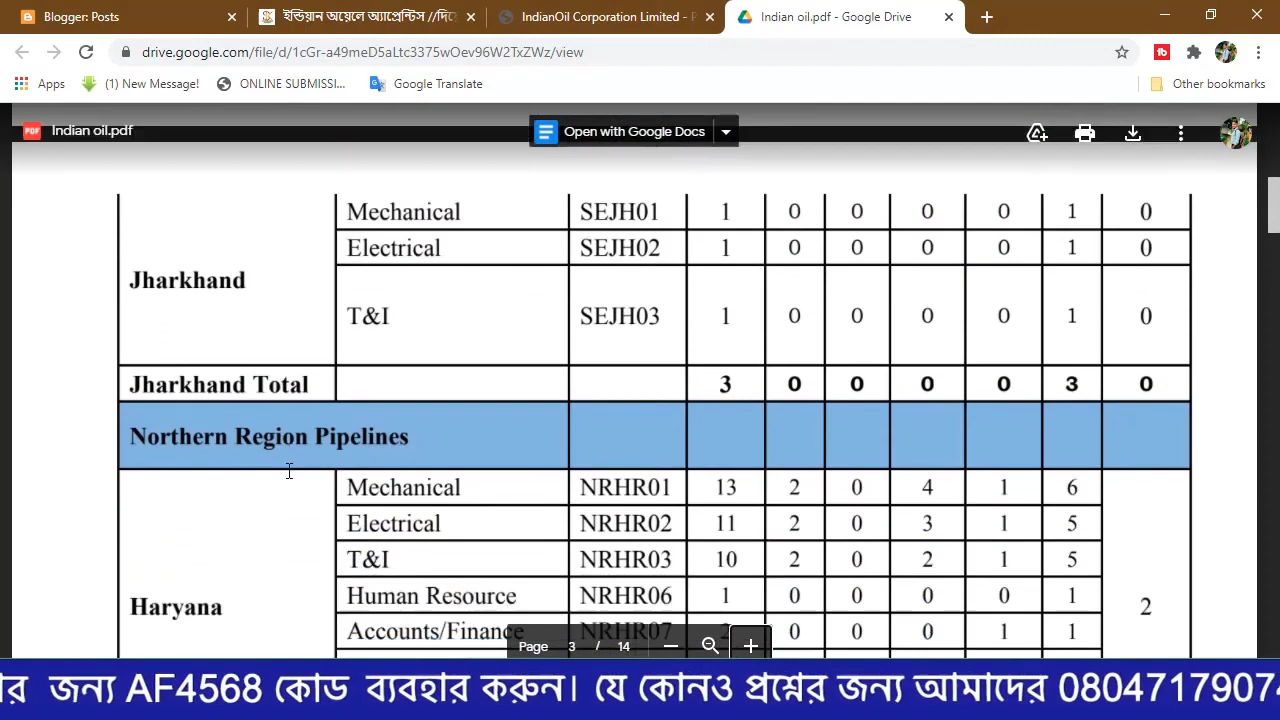 Blogger: Posts
ইন্ডিয়ান অয়েলে অ্যাপ্রেন্টিস //দিহে
IndianOil Corporation Limited - P
Indian oil.pdf - Google Drive
drive.google.com/file/d/1cGr-a49meD5aLtc3375wOev96W2TxZWz/view
Apps
(1) New Message!
ONLINE SUBMISSI...
Google Translate
Other bookmarks
PDF Indian oil.pdf
Open with Google Docs
Mechanical SEJH01 1 0 0 0 0 1 0
Electrical SEJH02 1 0 0 0 0 1 0
Jharkhand
T&I SEJH03 1 0 0 0 0 1 0
Jharkhand Total 3 0 0 0 0 3 0
Northern Region Pipelines
Mechanical NRHR01 13 2 0 4 1 6
Electrical NRHR02 11 2 0 3 1 5
T&I NRHR03 10 2 0 2 1 5
Human Resource NRHR06 1 0 0 0 0 1
Haryana 2
Accounts/Finance NRHR07 2 0 0 0 1 1
Page 3 / 14
ার জন্য AF4568 কোড ব্যবহার করুন। যে কোনও প্রশ্নের জন্য আমাদের 08047179074